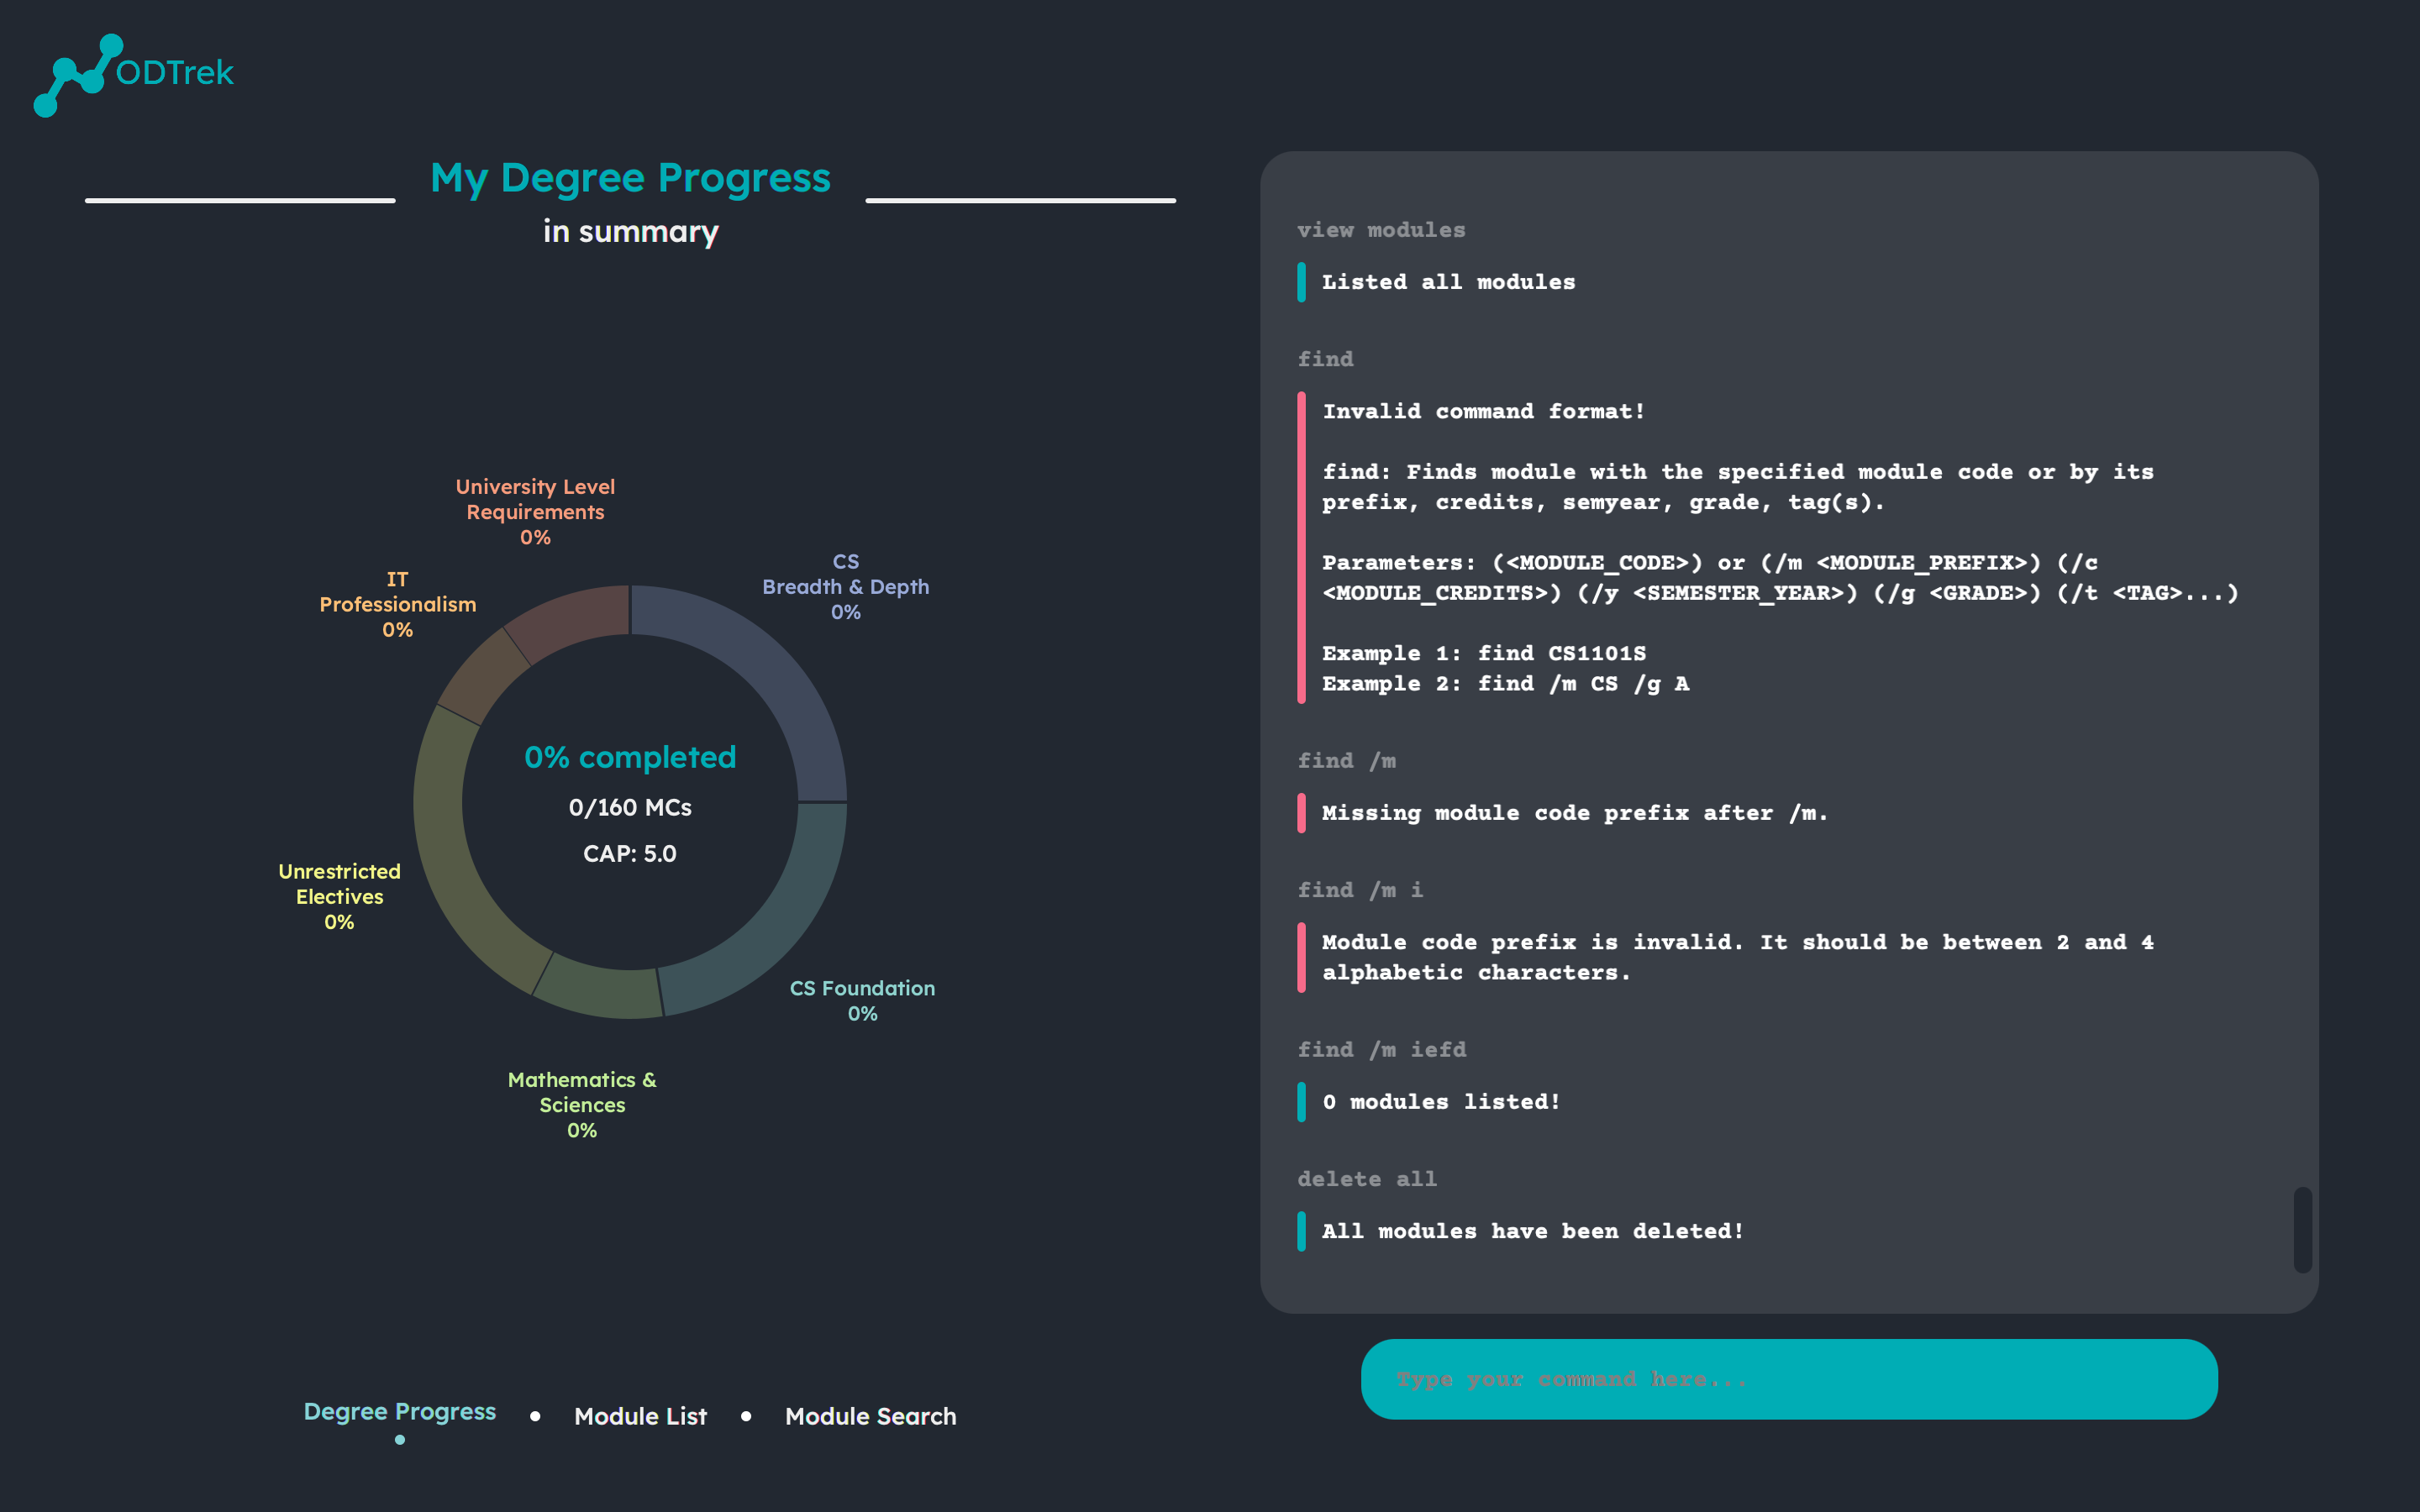 ODTrek
My Degree Progress
in summary
University Level
Requirements
0%
CS
Breadth & Depth
0%
IT
Professionalism
0%
0% completed
0/160 MCs
CAP: 5.0
Unrestricted
Electives
0%
CS Foundation
0%
Mathematics &
Sciences
0%
Degree Progress
Module List
Module Search
view modules
Listed all modules
find
Invalid command format!
find: Finds module with the specified module code or by its
prefix, credits, semyear, grade, tag(s).
Parameters: (<MODULE_CODE>) or (/m <MODULE_PREFIX>) (/c
<MODULE_CREDITS>) (/y <SEMESTER_YEAR>) (/g <GRADE>) (/t <TAG>...)
Example 1: find CS1101S
Example 2: find /m CS /g A
find /m
Missing module code prefix after /m.
find /m i
Module code prefix is invalid. It should be between 2 and 4
alphabetic characters.
find /m iefd
0 modules listed!
delete all
All modules have been deleted!
Type your command here...